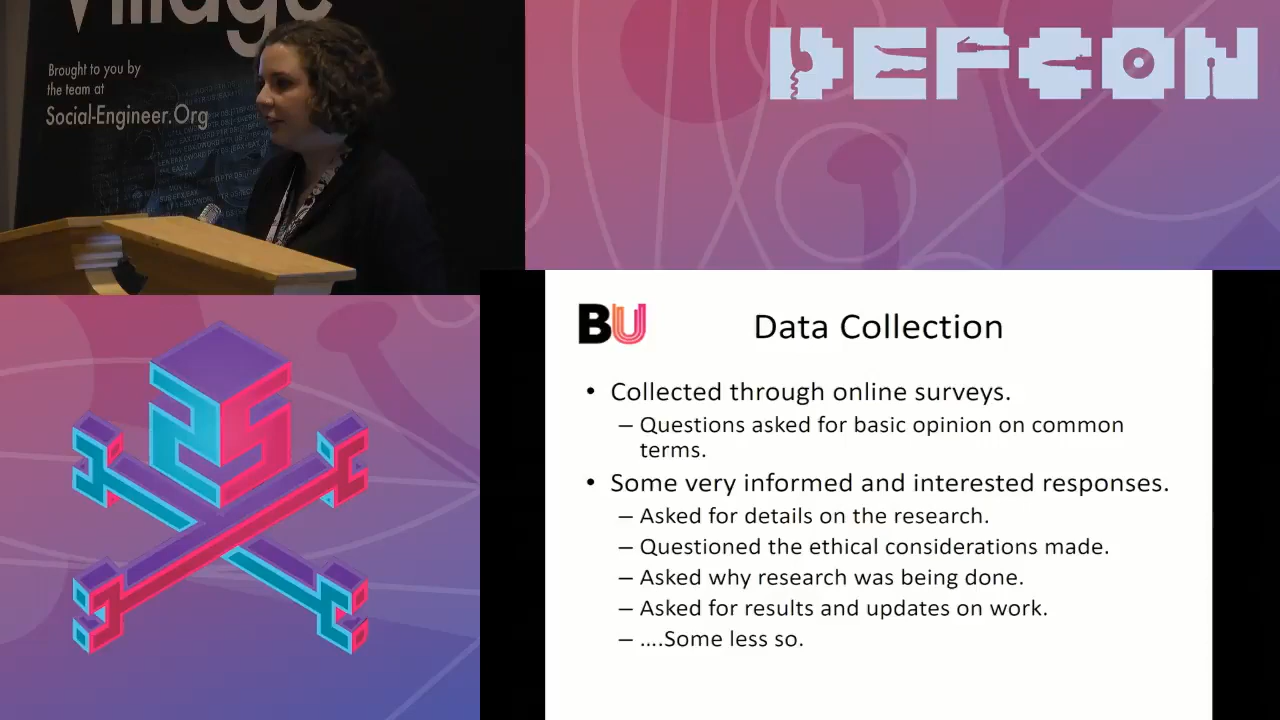 Village
Brought to you by
the team at
Social-Engineer.Org
DEFCON
BU
Data Collection
• Collected through online surveys.
– Questions asked for basic opinion on common
terms.
• Some very informed and interested responses.
– Asked for details on the research.
– Questioned the ethical considerations made.
– Asked why research was being done.
– Asked for results and updates on work.
– ....Some less so.